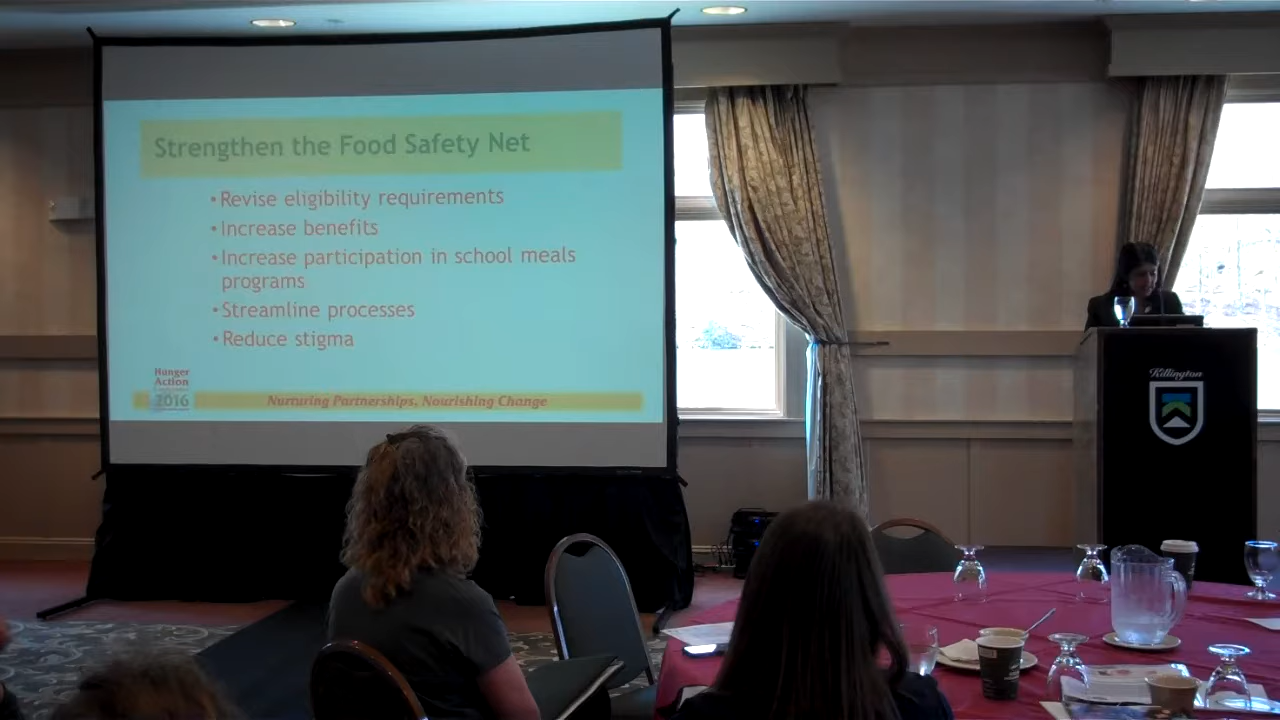 Strengthen the Food Safety Net
• Revise eligibility requirements
• Increase benefits
• Increase participation in school meals
programs
• Streamline processes
• Reduce stigma
Hunger
Action
2016
Nurturing Partnerships, Nourishing Change
Killington